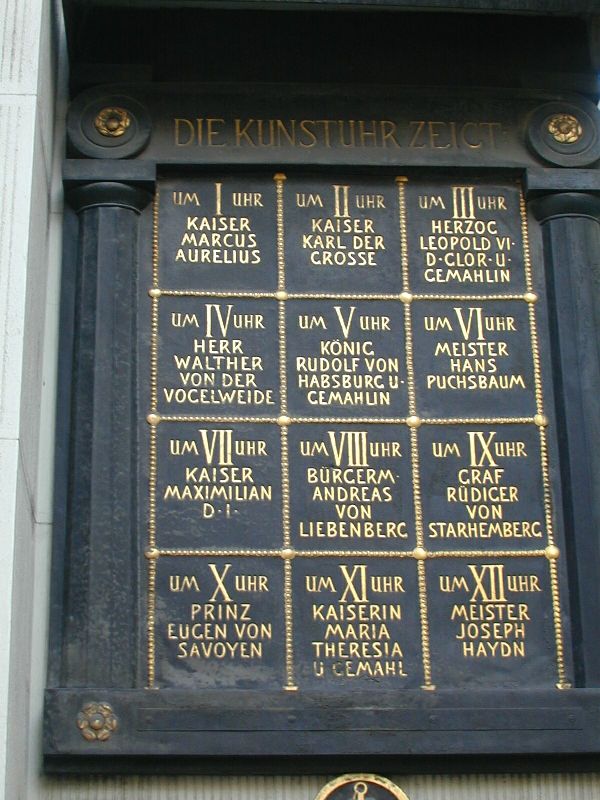 DIE KUNSTUHR ZEIGT:
UM I UHR
KAISER
MARCUS
AURELIUS
UM II UHR
KAISER
KARL DER
GROSSE
UM III UHR
HERZOG
LEOPOLD VI·
D·GLOR·U·
GEMAHLIN
UM IV UHR
HERR
WALTHER
VON DER
VOGELWEIDE
UM V UHR
KÖNIG
RUDOLF VON
HABSBURG U·
GEMAHLIN
UM VI UHR
MEISTER
HANS
PUCHSBAUM
UM VII UHR
KAISER
MAXIMILIAN
D·I·
UM VIII UHR
BÜRGERM·
ANDREAS
VON
LIEBENBERG
UM IX UHR
GRAF
RÜDIGER
VON
STARHEMBERG
UM X UHR
PRINZ
EUGEN VON
SAVOYEN
UM XI UHR
KAISERIN
MARIA
THERESIA
U GEMAHL
UM XII UHR
MEISTER
JOSEPH
HAYDN